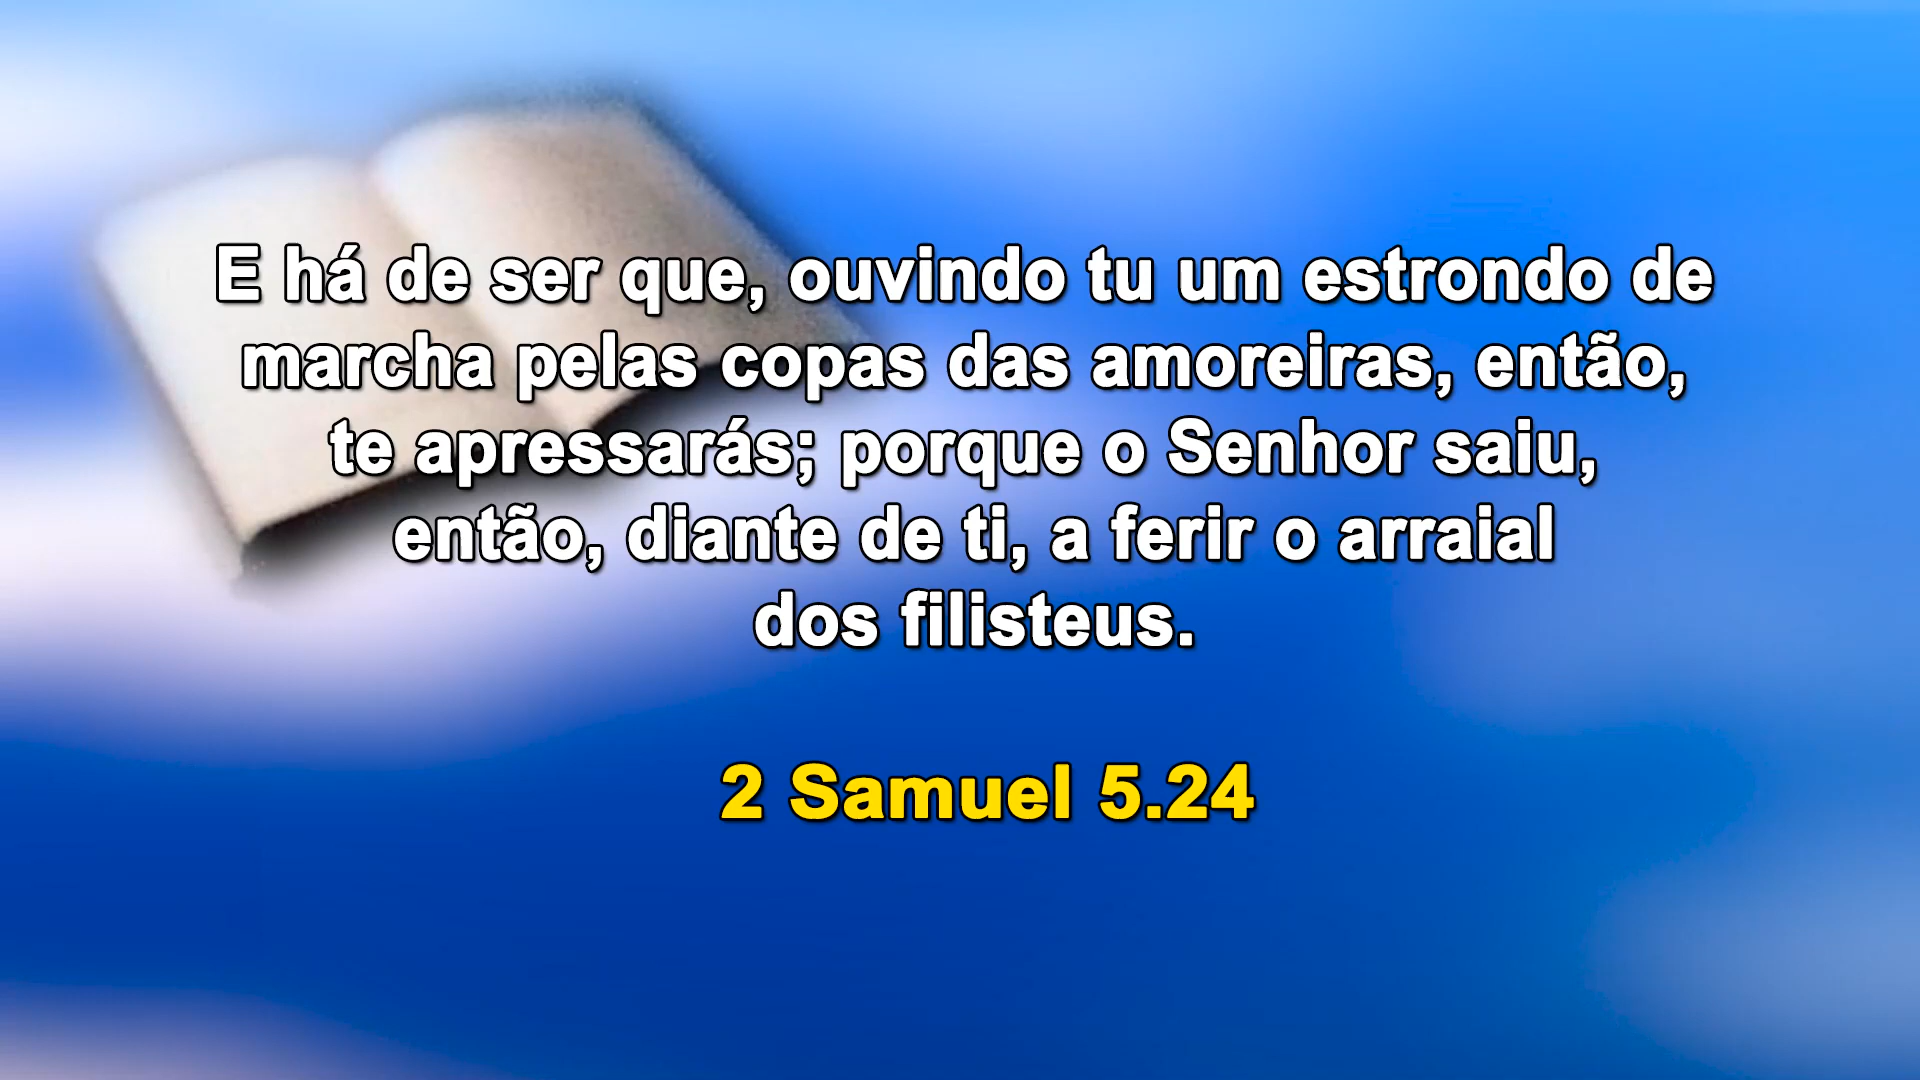 E há de ser que, ouvindo tu um estrondo de
marcha pelas copas das amoreiras, então,
te apressarás; porque o Senhor saiu,
então, diante de ti, a ferir o arraial
dos filisteus.
2 Samuel 5.24